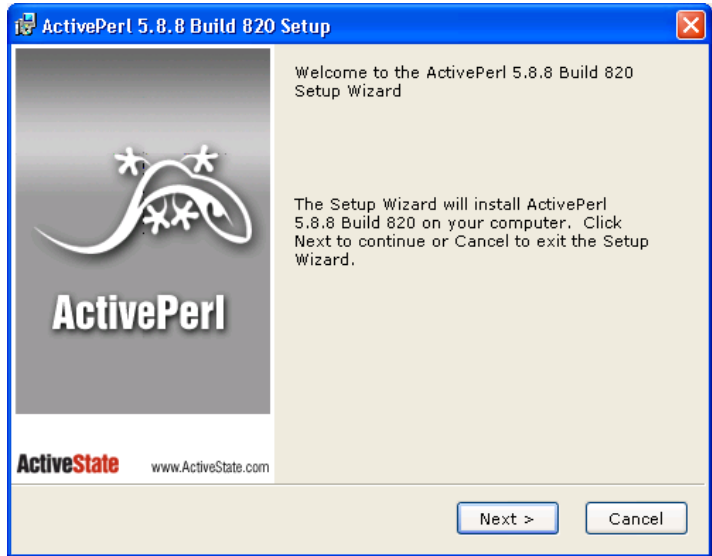 ActivePerl 5.8.8 Build 820 Setup
Welcome to the ActivePerl 5.8.8 Build 820
Setup Wizard
The Setup Wizard will install ActivePerl
5.8.8 Build 820 on your computer.  Click
Next to continue or Cancel to exit the Setup
Wizard.
ActivePerl
ActiveState
www.ActiveState.com
Next >
Cancel